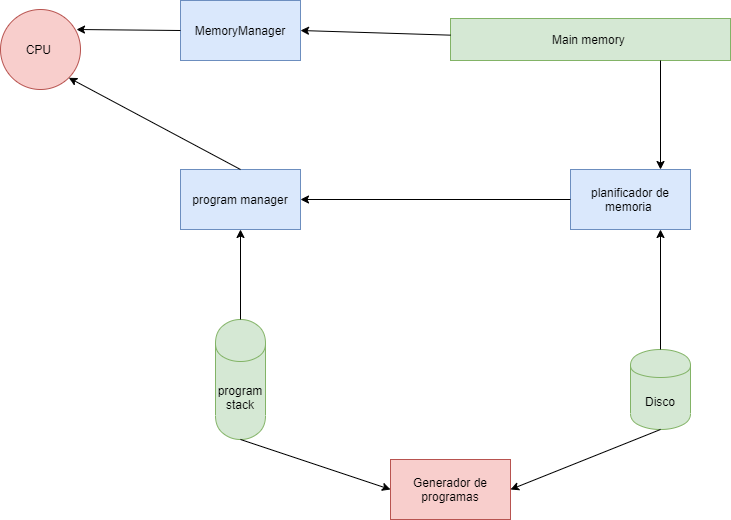 MemoryManager
Main memory
CPU
program manager
planificador de
memoria
program
stack
Disco
Generador de
programas